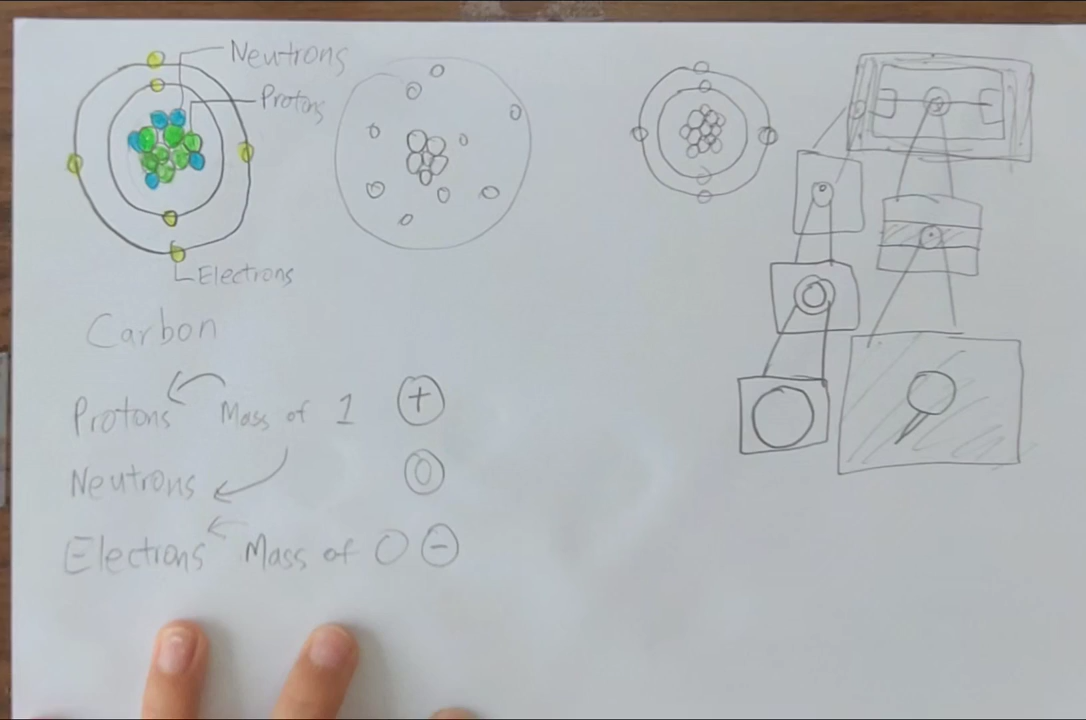 Neutrons
Protons
Electrons
Carbon
Protons Mass of 1 +
Neutrons 0
Electrons Mass of 0 -